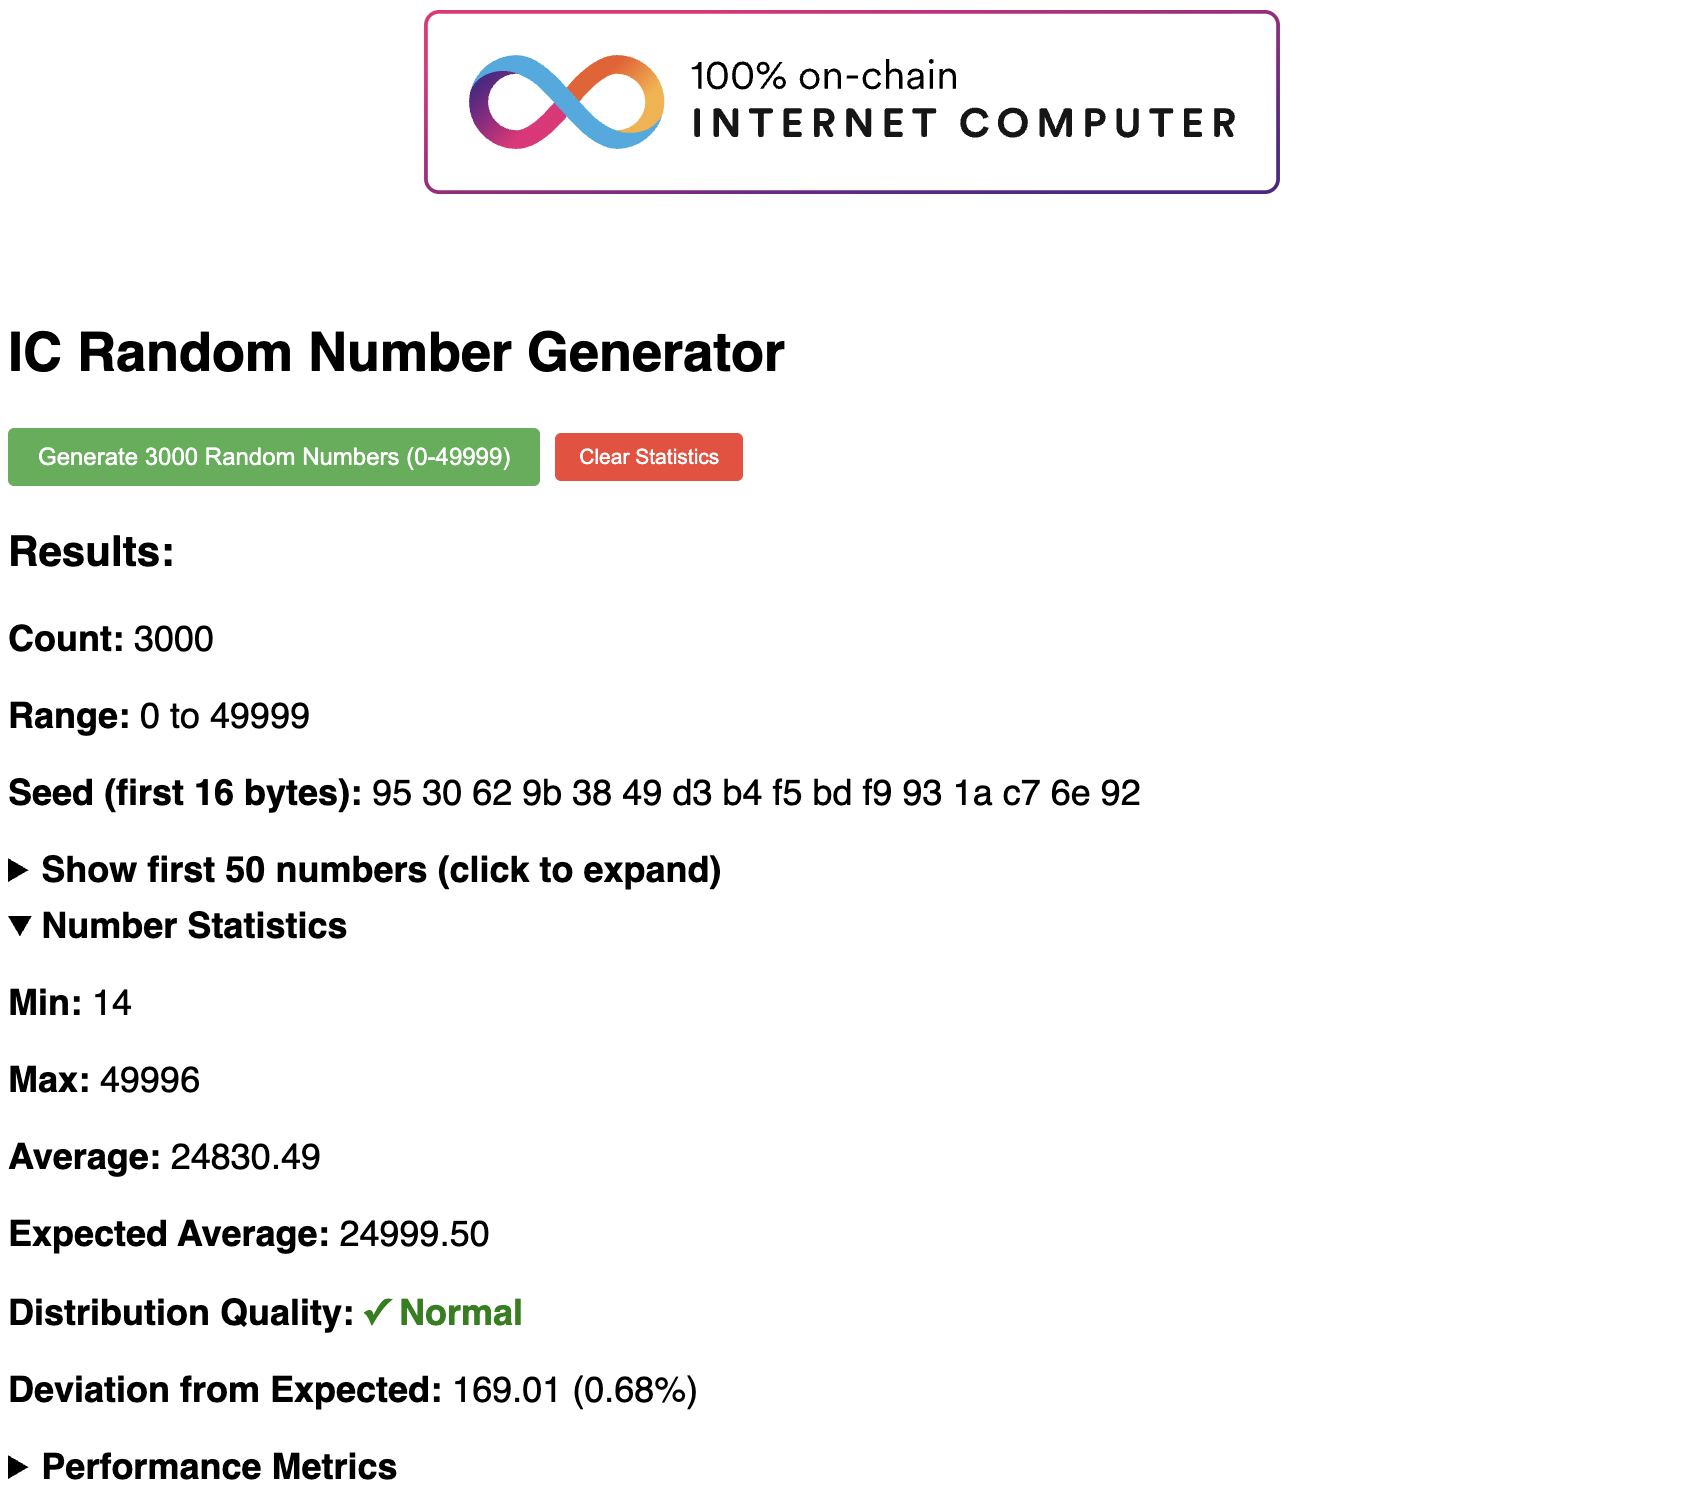 100% on-chain
INTERNET COMPUTER
IC Random Number Generator
Generate 3000 Random Numbers (0-49999) Clear Statistics
Results:
Count: 3000
Range: 0 to 49999
Seed (first 16 bytes): 95 30 62 9b 38 49 d3 b4 f5 bd f9 93 1a c7 6e 92
▶ Show first 50 numbers (click to expand)
▼ Number Statistics
Min: 14
Max: 49996
Average: 24830.49
Expected Average: 24999.50
Distribution Quality: ✓ Normal
Deviation from Expected: 169.01 (0.68%)
▶ Performance Metrics